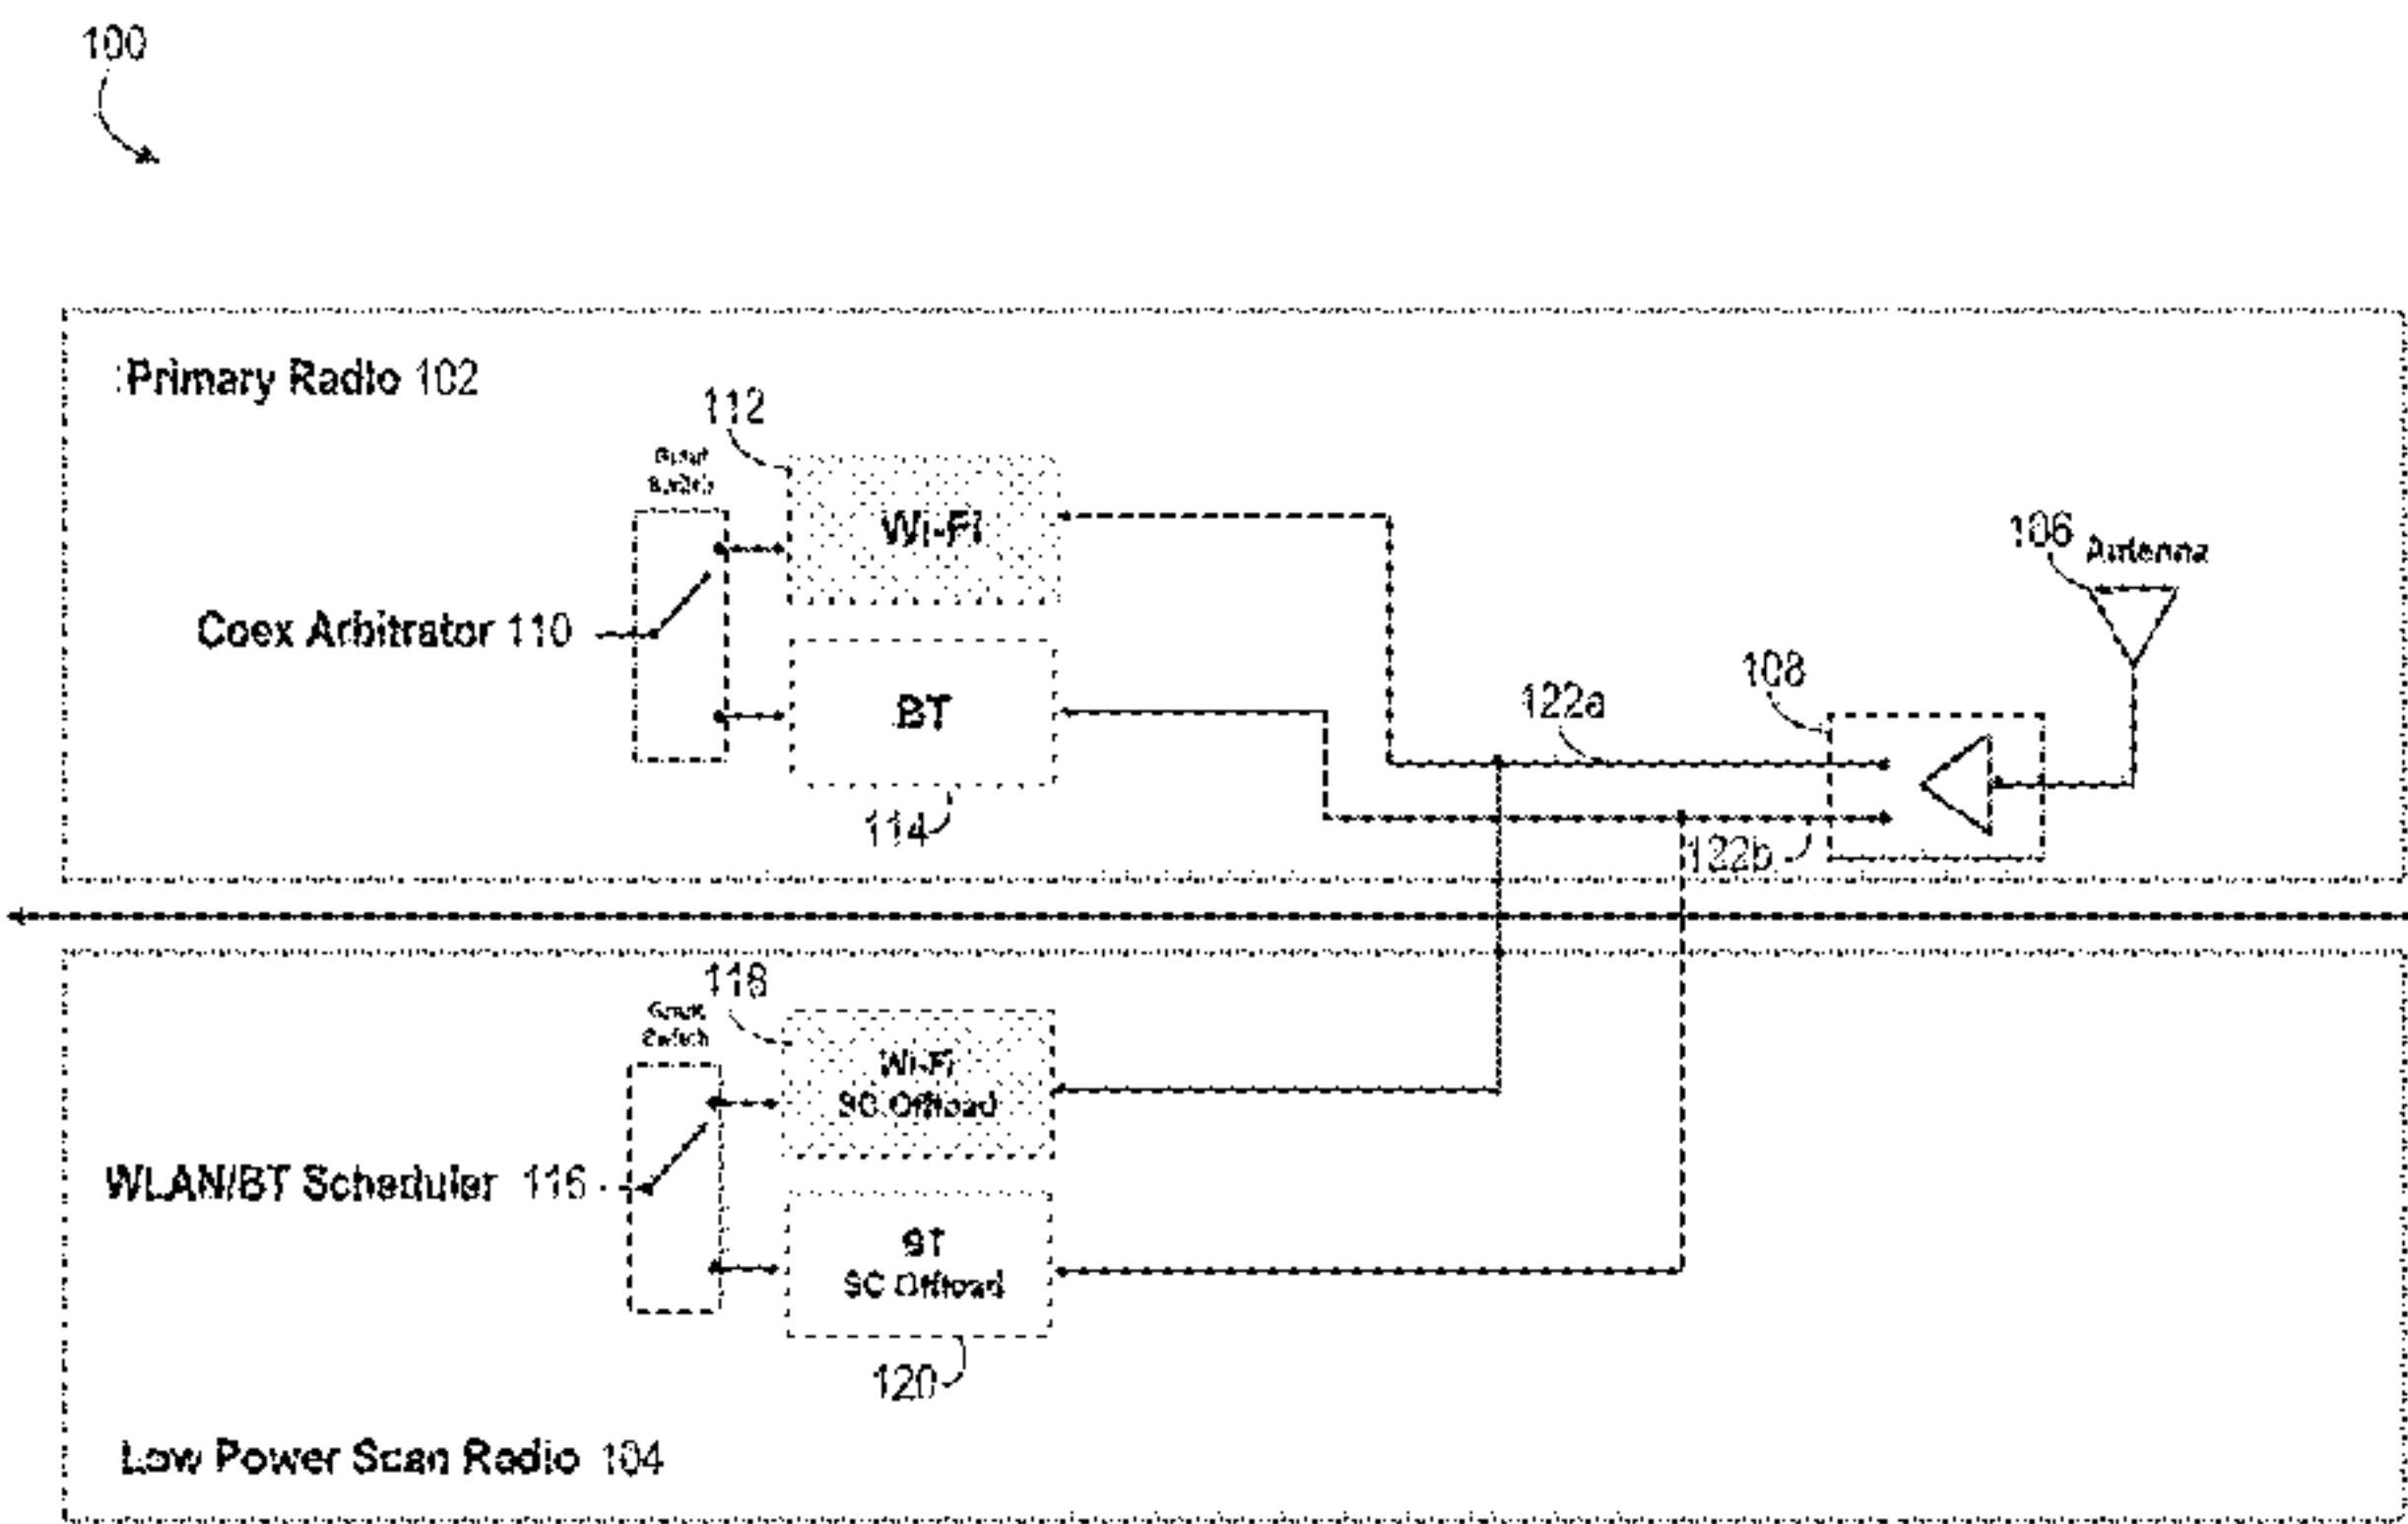 100
Primary Radio 102
112
Wi-Fi
106 Antenna
Coex Arbitrator 110
BT
108
122a
114
122b
118
Switch
Wi-Fi
SC Offload
WLAN/BT Scheduler 116
BT
SC Offload
120
Low Power Scan Radio 104